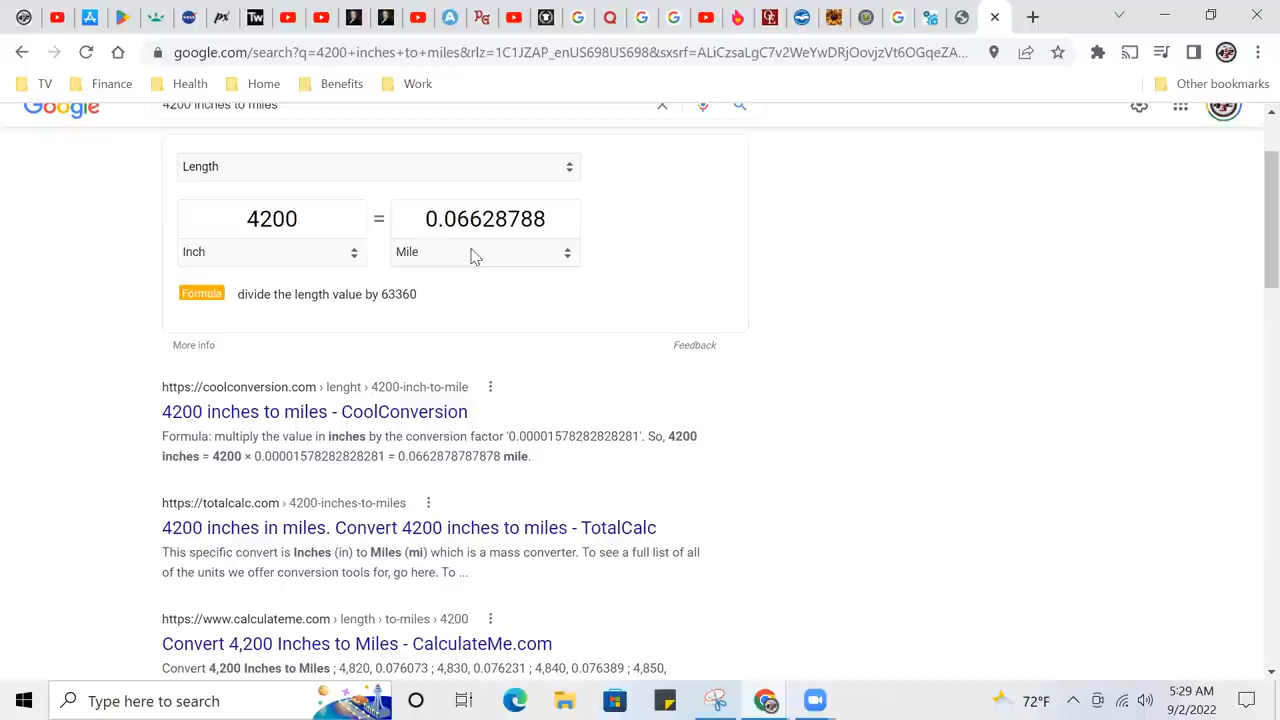 google.com/search?q=4200+inches+to+miles&rlz=1C1JZAP_enUS698US698&sxsrf=ALiCzsaLgC7v2WeYwDRjOovjzVt6OGqeZA...
TV Finance Health Home Benefits Work Other bookmarks
Google 4200 inches to miles
Length
4200 = 0.06628788
Inch Mile
Formula divide the length value by 63360
More info Feedback
https://coolconversion.com › lenght › 4200-inch-to-mile
4200 inches to miles - CoolConversion
Formula: multiply the value in inches by the conversion factor '0.00001578282828281'. So, 4200
inches = 4200 × 0.00001578282828281 = 0.0662878787878 mile.
https://totalcalc.com › 4200-inches-to-miles
4200 inches in miles. Convert 4200 inches to miles - TotalCalc
This specific convert is Inches (in) to Miles (mi) which is a mass converter. To see a full list of all
of the units we offer conversion tools for, go here. To ...
https://www.calculateme.com › length › to-miles › 4200
Convert 4,200 Inches to Miles - CalculateMe.com
Convert 4,200 Inches to Miles ; 4,820, 0.076073 ; 4,830, 0.076231 ; 4,840, 0.076389 ; 4,850,
Type here to search
72°F
5:29 AM
9/2/2022